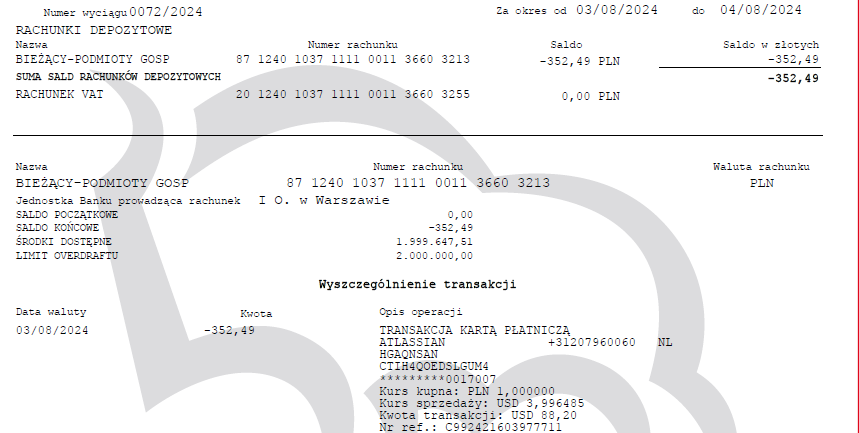 Numer wyciągu 0072/2024 Za okres od 03/08/2024 do 04/08/2024
RACHUNKI DEPOZYTOWE
Nazwa Numer rachunku Saldo Saldo w złotych
BIEŻĄCY-PODMIOTY GOSP 87 1240 1037 1111 0011 3660 3213 -352,49 PLN -352,49
SUMA SALD RACHUNKÓW DEPOZYTOWYCH -352,49
RACHUNEK VAT 20 1240 1037 1111 0011 3660 3255 0,00 PLN
Nazwa Numer rachunku Waluta rachunku
BIEŻĄCY-PODMIOTY GOSP 87 1240 1037 1111 0011 3660 3213 PLN
Jednostka Banku prowadząca rachunek I O. w Warszawie
SALDO POCZĄTKOWE 0,00
SALDO KOŃCOWE -352,49
ŚRODKI DOSTĘPNE 1.999.647,51
LIMIT OVERDRAFTU 2.000.000,00
Wyszczególnienie transakcji
Data waluty Kwota Opis operacji
03/08/2024 -352,49 TRANSAKCJA KARTĄ PŁATNICZĄ
ATLASSIAN +31207960060 NL
HGAQNSAN
CTIH4QOEDSLGUM4
*********0017007
Kurs kupna: PLN 1,000000
Kurs sprzedaży: USD 3,996485
Kwota transakcji: USD 88,20
Nr ref.: C992421603977711